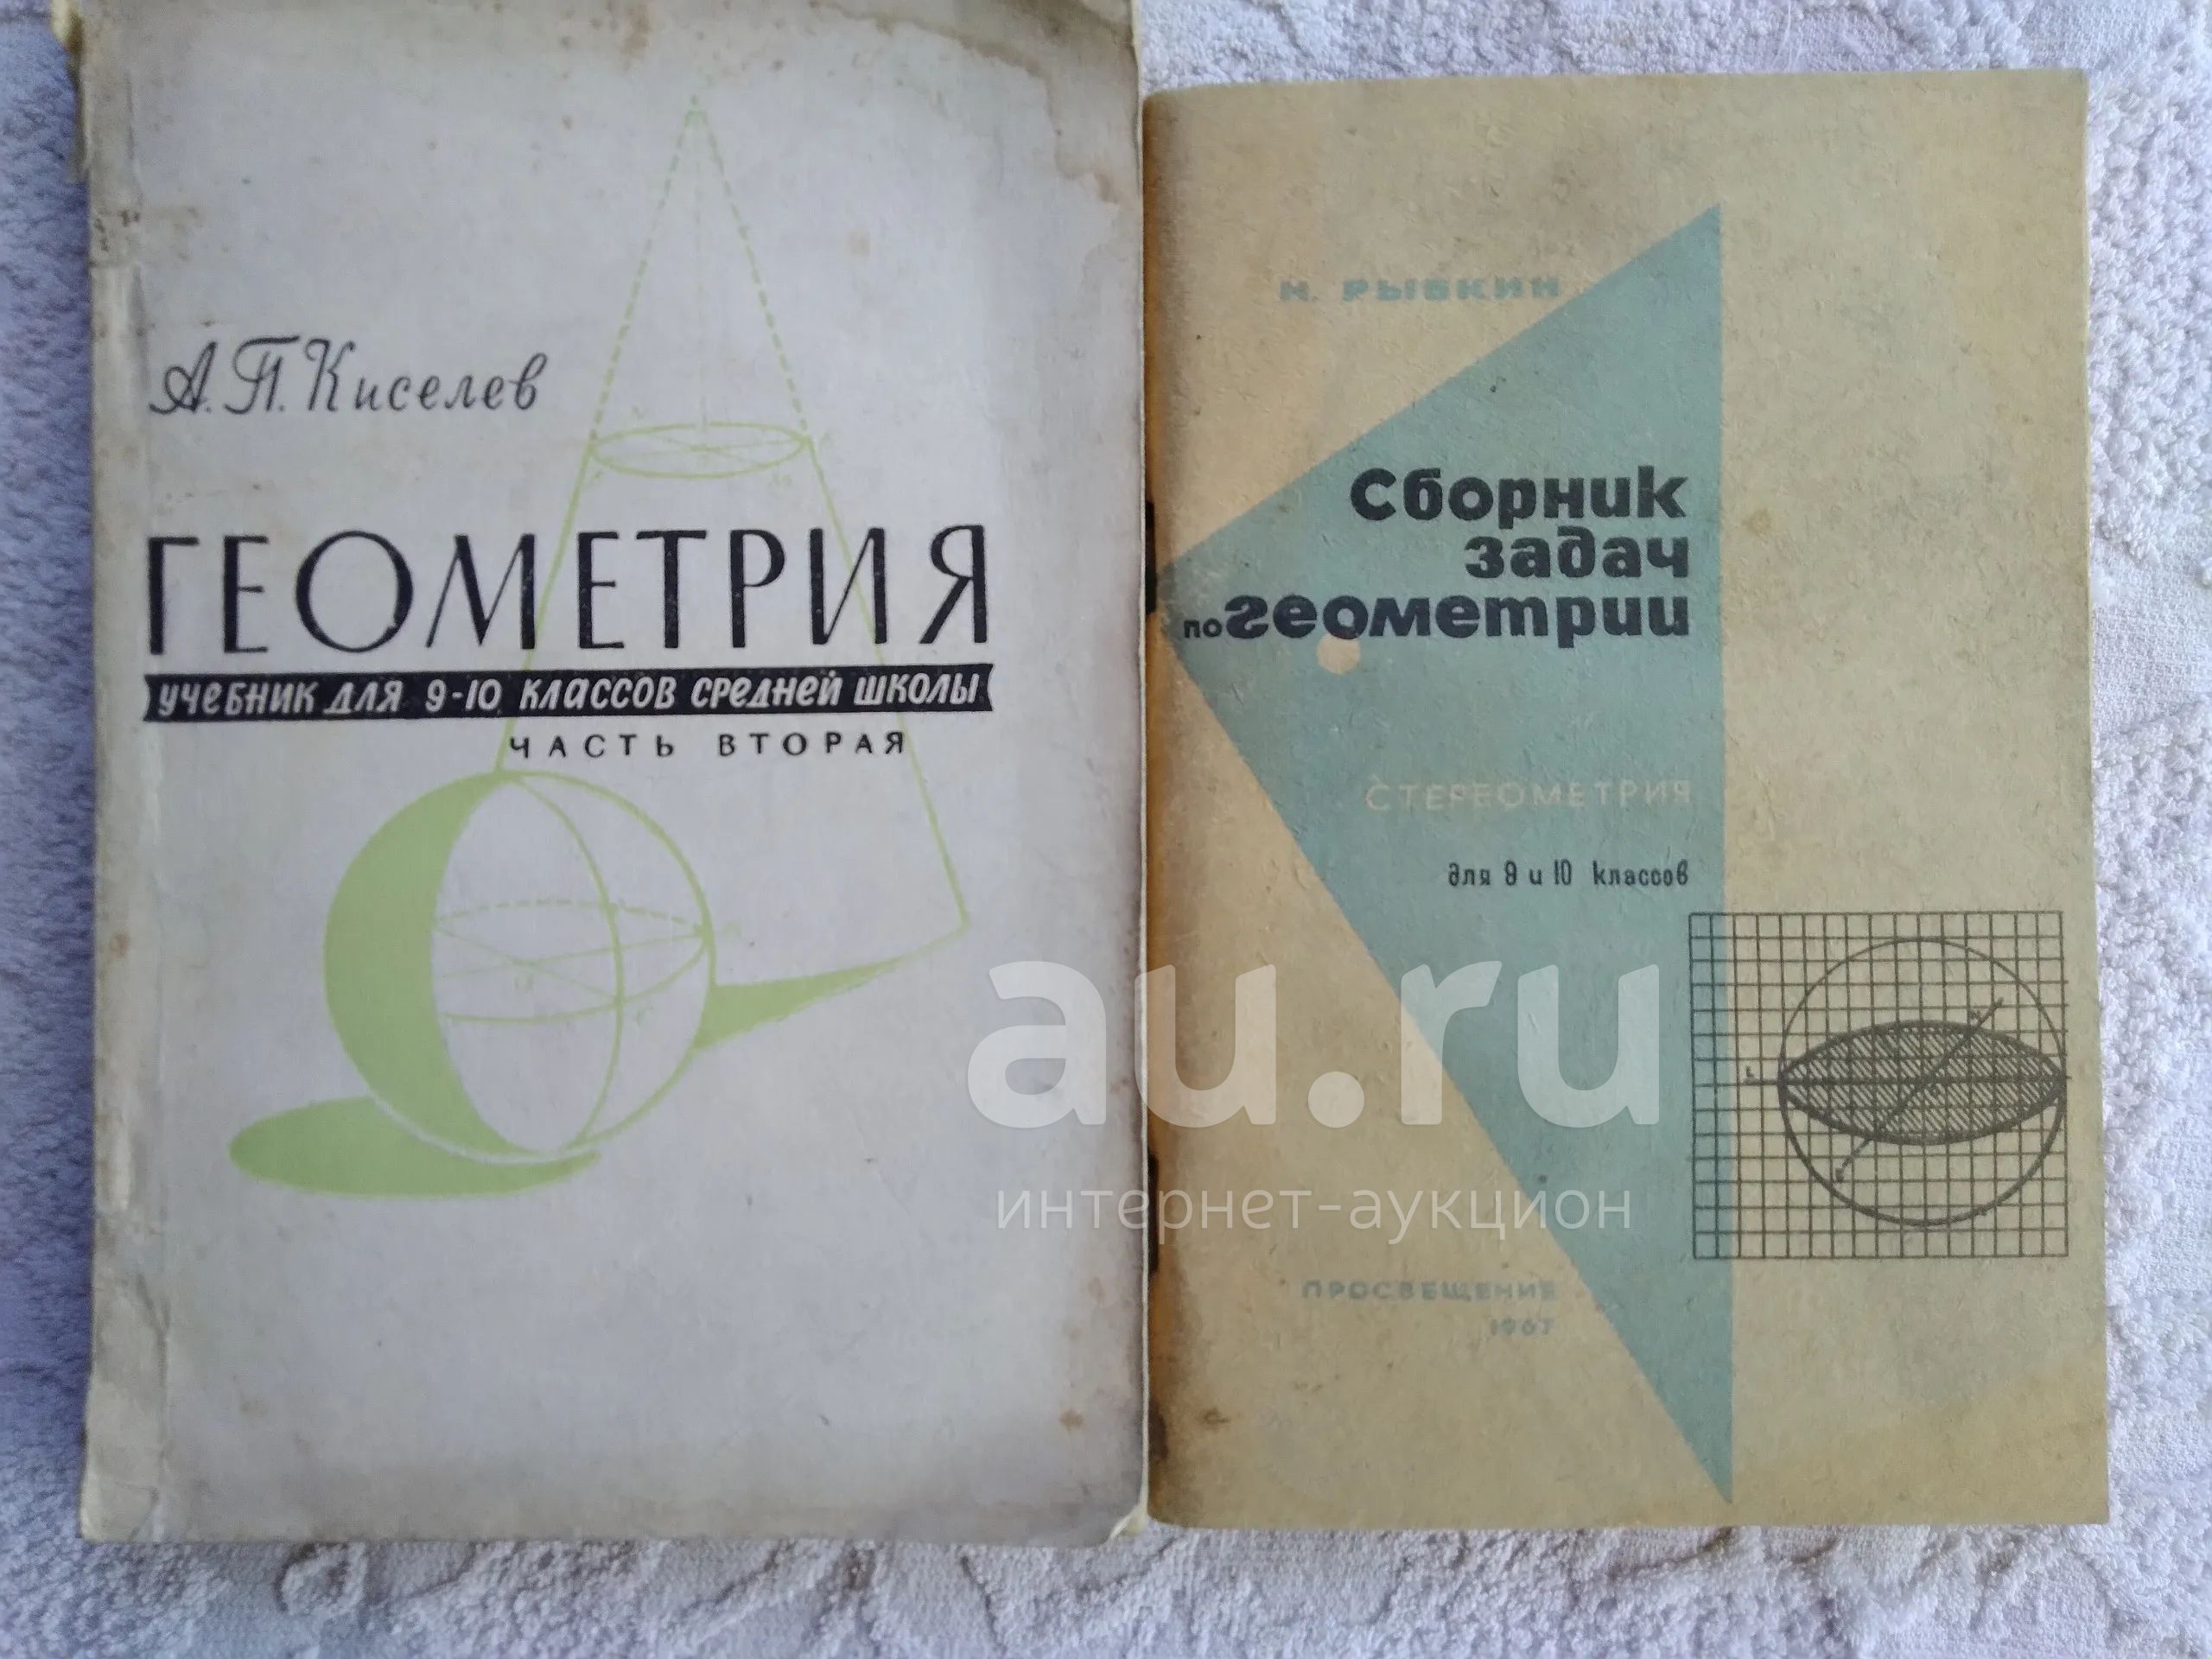 А. П. Киселев
ГЕОМЕТРИЯ
учебник для 9-10 классов средней школы
ЧАСТЬ ВТОРАЯ
Н. РЫБКИН
Сборник
задач
по геометрии
СТЕРЕОМЕТРИЯ
для 9 и 10 классов
ПРОСВЕЩЕНИЕ
1967
au.ru
интернет-аукцион